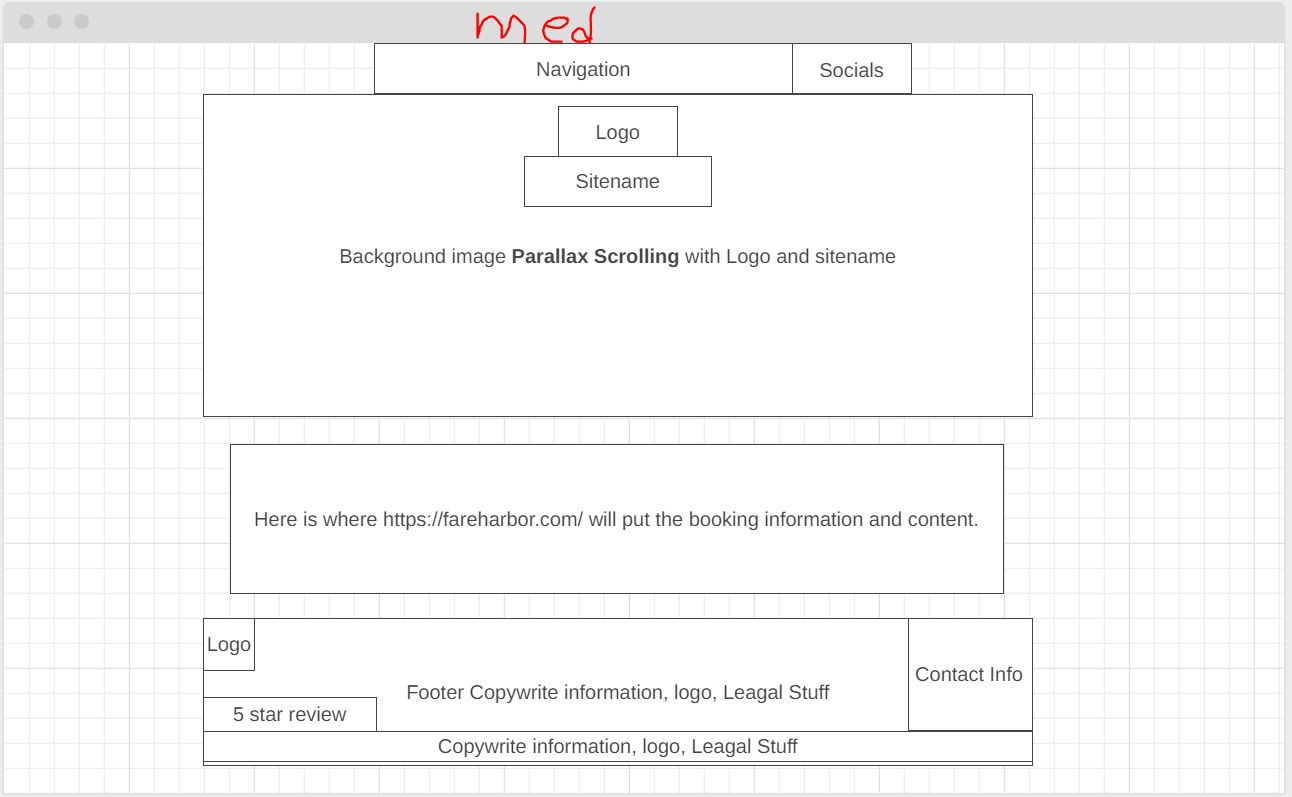 med
Navigation
Socials
Logo
Sitename
Background image Parallax Scrolling with Logo and sitename
Here is where https://fareharbor.com/ will put the booking information and content.
Logo
Contact Info
Footer Copywrite information, logo, Leagal Stuff
5 star review
Copywrite information, logo, Leagal Stuff